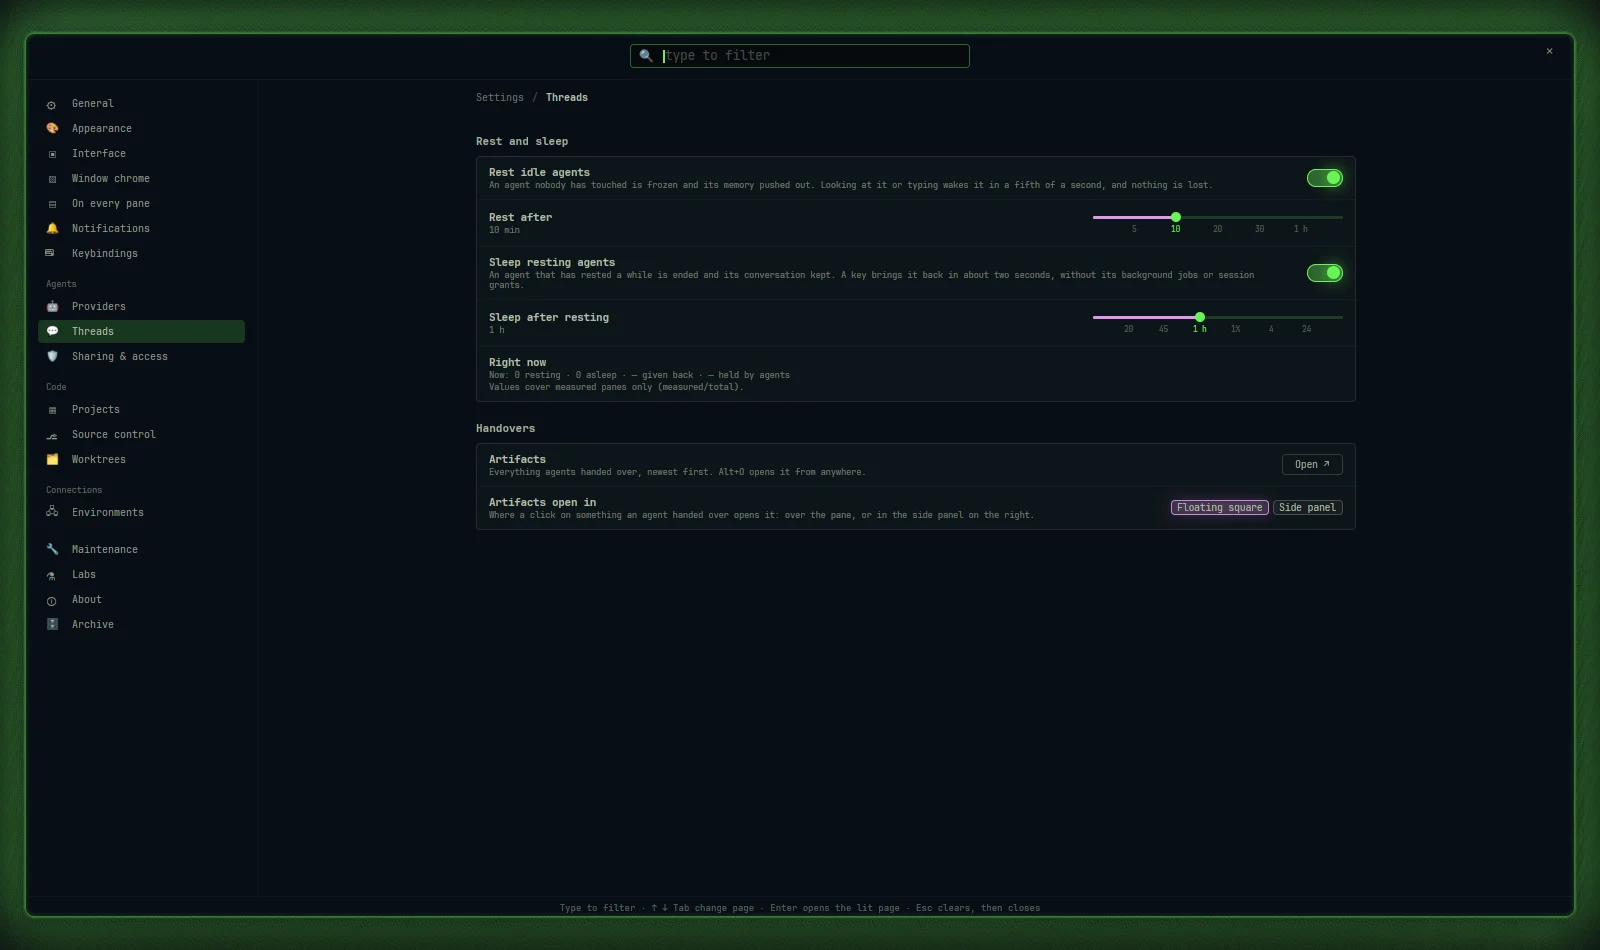 type to filter
×
General
Appearance
Interface
Window chrome
On every pane
Notifications
Keybindings
Agents
Providers
Threads
Sharing & access
Code
Projects
Source control
Worktrees
Connections
Environments
Maintenance
Labs
About
Archive
Settings / Threads
Rest and sleep
Rest idle agents
An agent nobody has touched is frozen and its memory pushed out. Looking at it or typing wakes it in a fifth of a second, and nothing is lost.
Rest after
10 min
5 10 20 30 1 h
Sleep resting agents
An agent that has rested a while is ended and its conversation kept. A key brings it back in about two seconds, without its background jobs or session
grants.
Sleep after resting
1 h
20 45 1 h 1½ 4 24
Right now
Now: 0 resting · 0 asleep · — given back · — held by agents
Values cover measured panes only (measured/total).
Handovers
Artifacts
Everything agents handed over, newest first. Alt+O opens it from anywhere.
Open ↗
Artifacts open in
Where a click on something an agent handed over opens it: over the pane, or in the side panel on the right.
Floating square Side panel
Type to filter · ↑ ↓ Tab change page · Enter opens the lit page · Esc clears, then closes